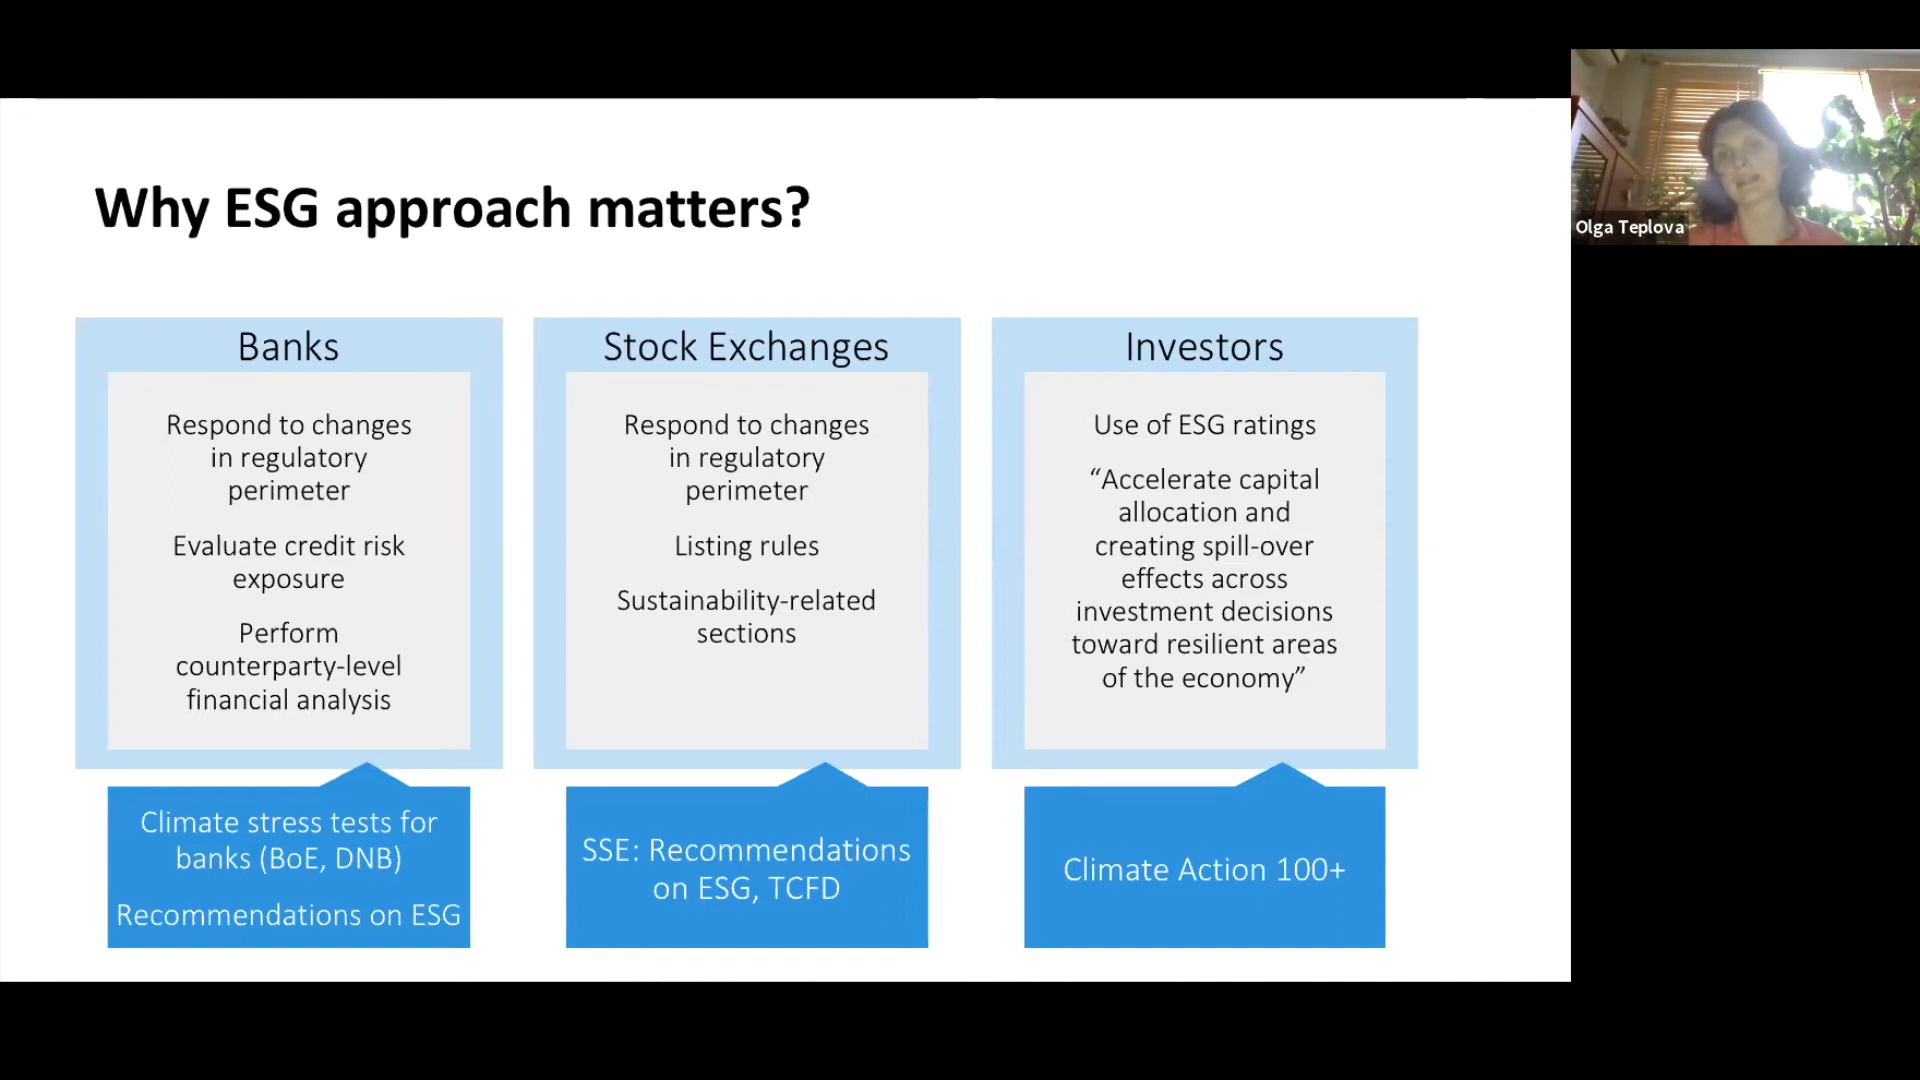 Why ESG approach matters?
Banks
Respond to changes
in regulatory
perimeter
Evaluate credit risk
exposure
Perform
counterparty-level
financial analysis
Climate stress tests for
banks (BoE, DNB)
Recommendations on ESG
Stock Exchanges
Respond to changes
in regulatory
perimeter
Listing rules
Sustainability-related
sections
SSE: Recommendations
on ESG, TCFD
Investors
Use of ESG ratings
“Accelerate capital
allocation and
creating spill-over
effects across
investment decisions
toward resilient areas
of the economy”
Climate Action 100+
Olga Teplova